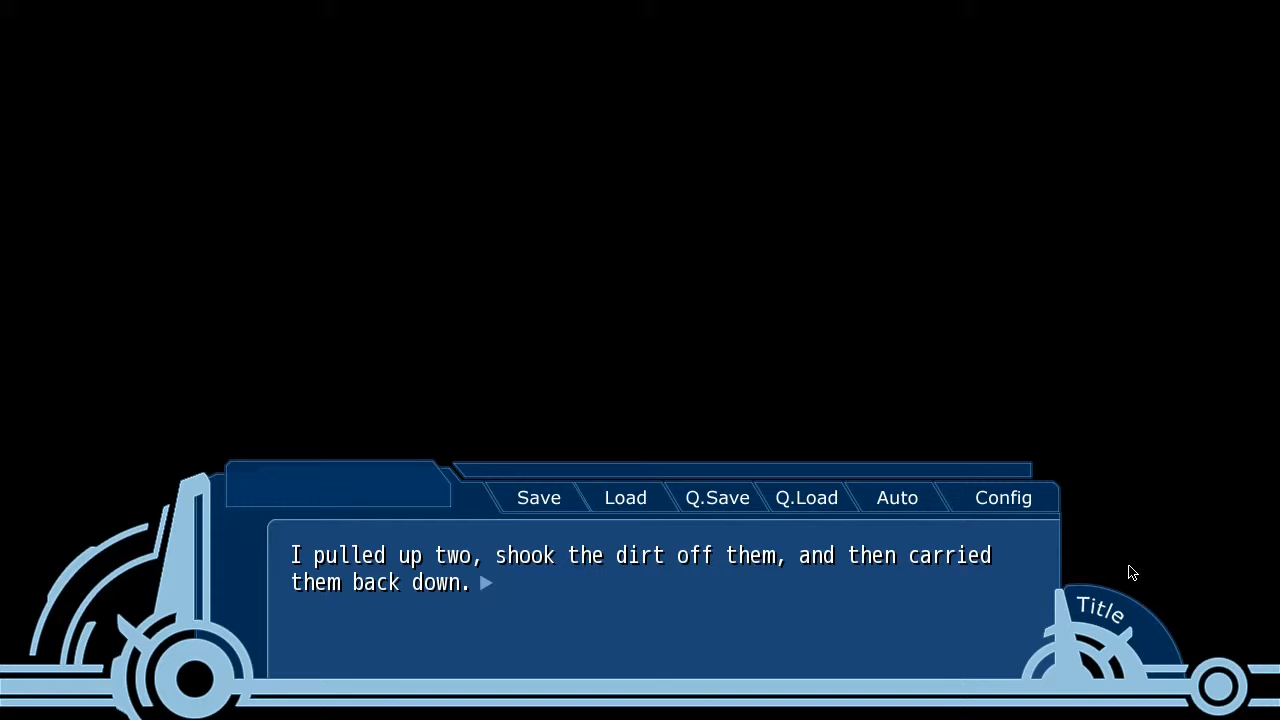 Save Load Q.Save Q.Load Auto Config
I pulled up two, shook the dirt off them, and then carried
them back down.
Title